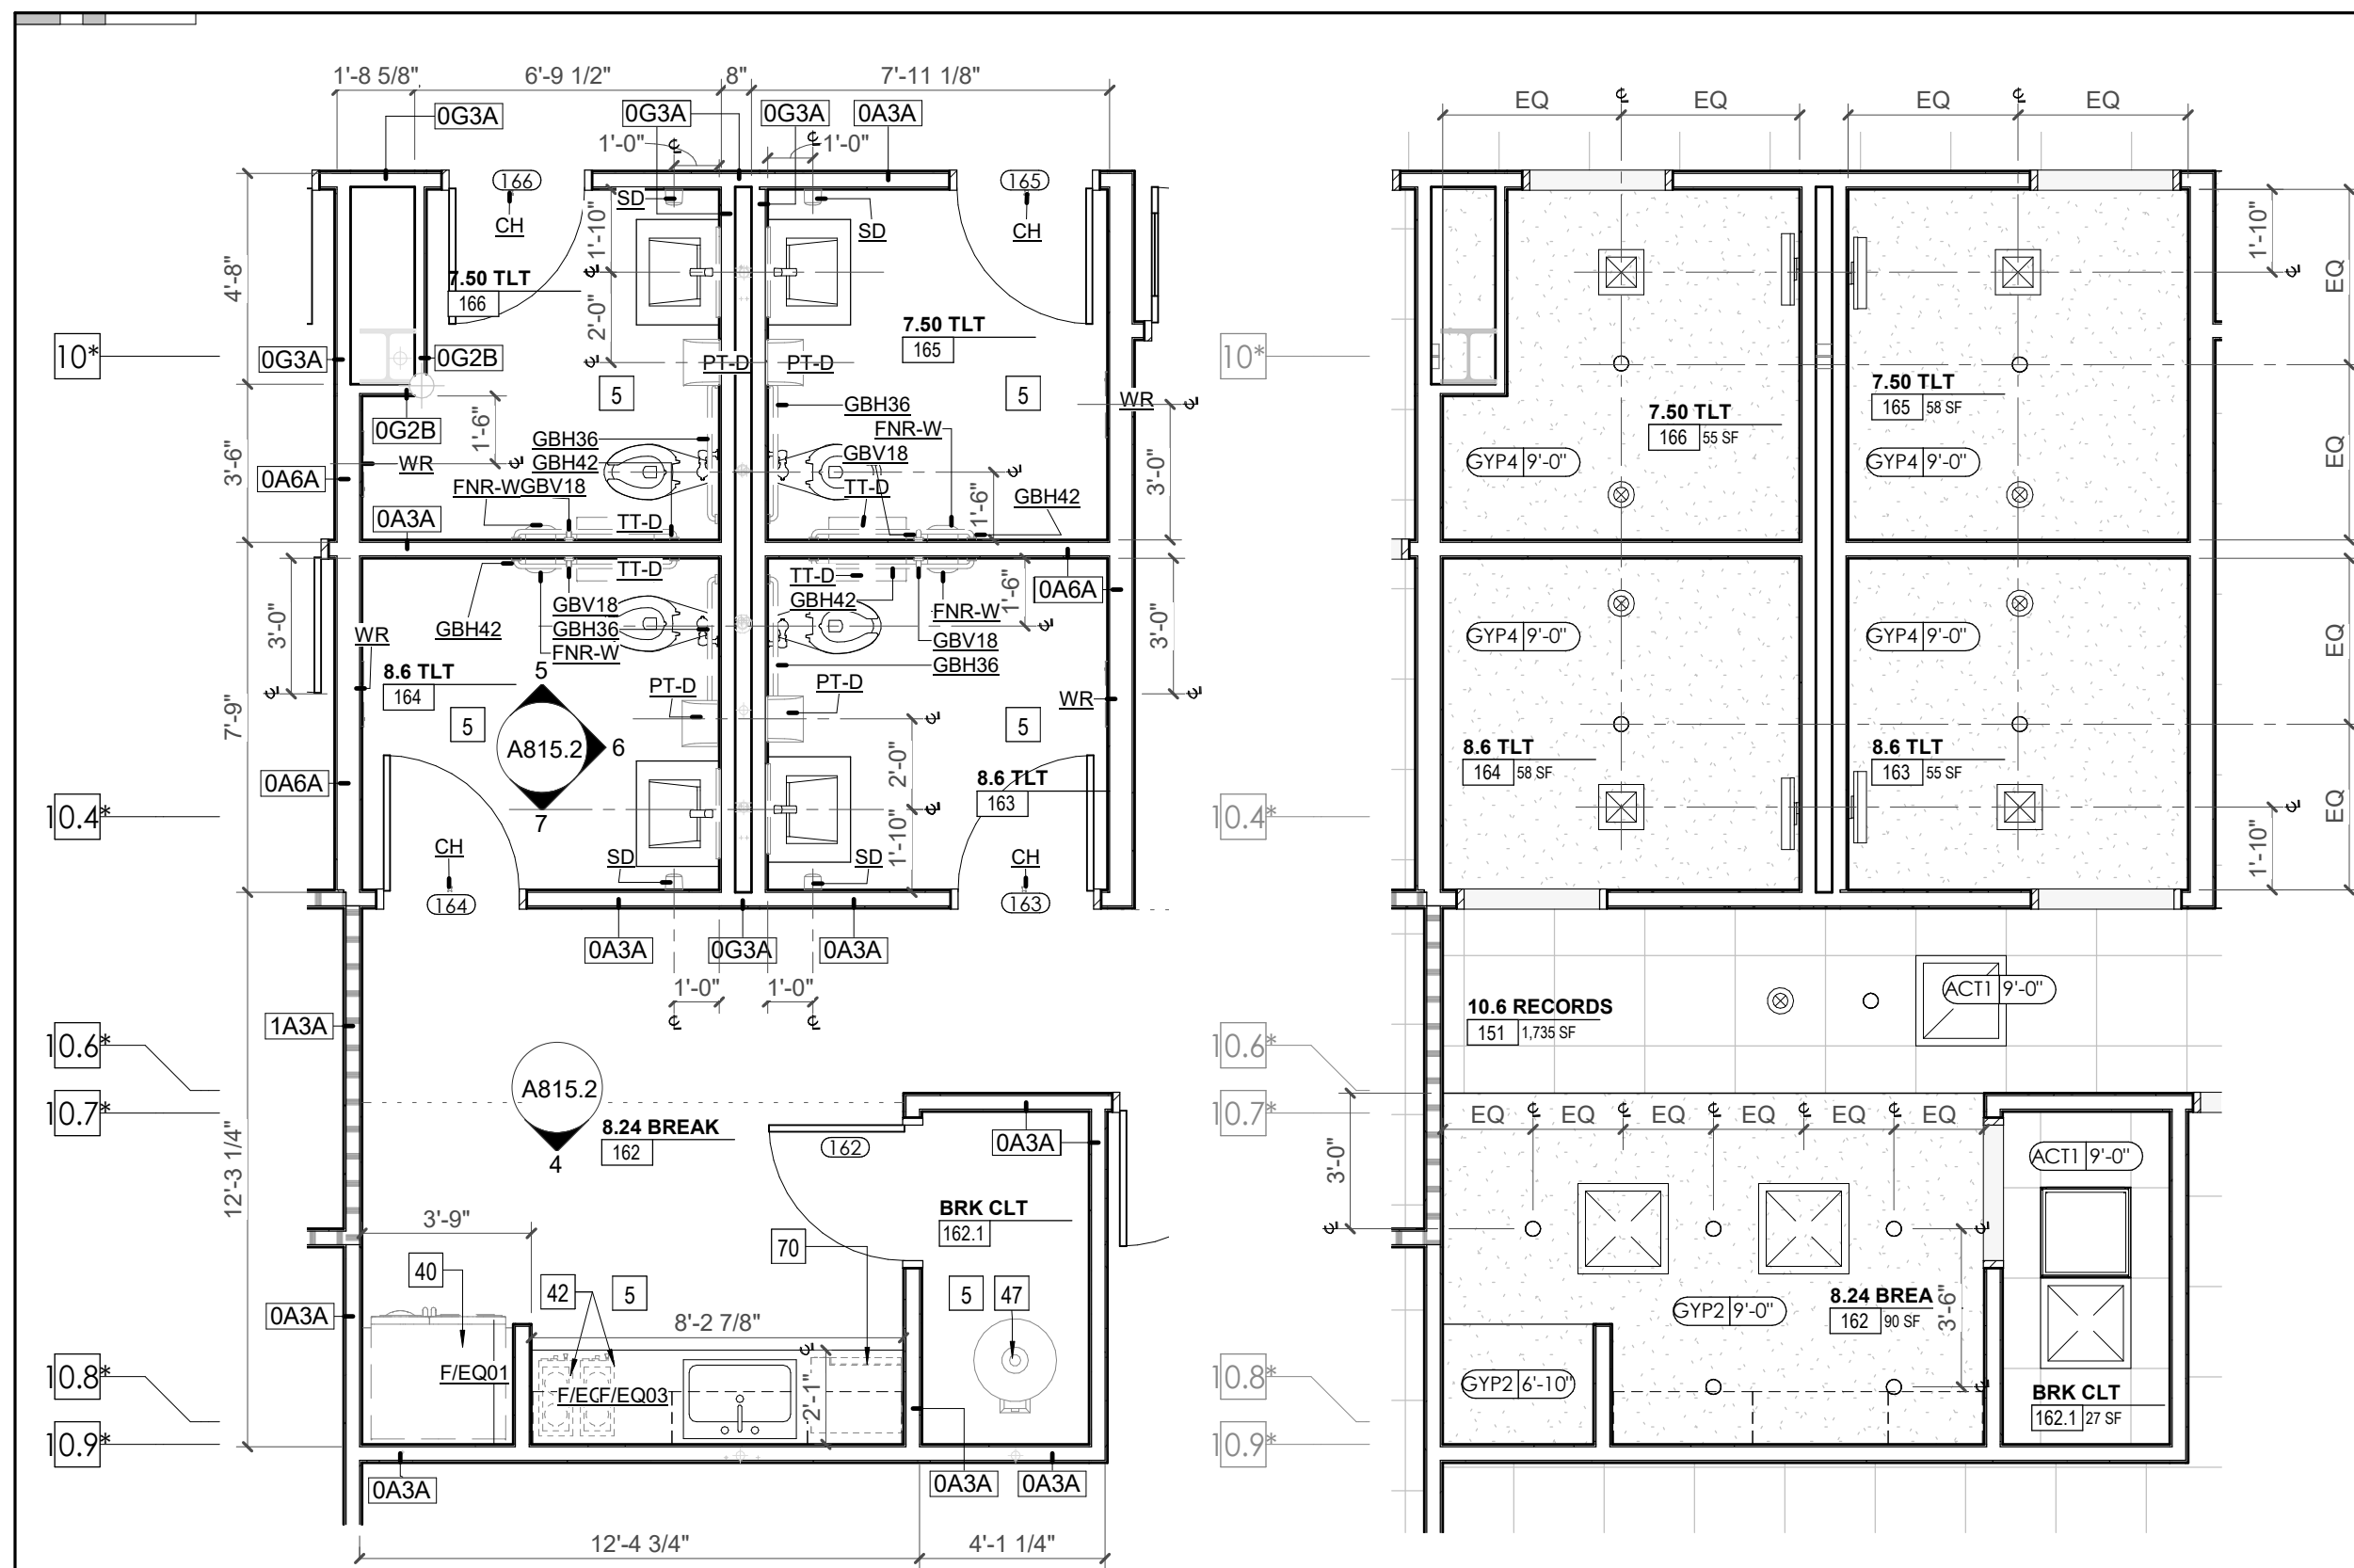 1'-8 5/8"
6'-9 1/2"
8"
7'-11 1/8"
0G3A
0G3A
0G3A
0A3A
1'-0"
1'-0"
166
165
SD
SD
CH
CH
1'-10"
4'-8"
7.50 TLT
166
2'-0"
7.50 TLT
165
10*
0G3A
0G2B
PT-D
PT-D
5
5
WR
0G2B
1'-6"
GBH36
FNR-W
GBH36
GBV18
GBH42
WR
3'-6"
0A6A
FNR-W
GBV18
TT-D
GBH42
1'-6"
3'-0"
0A3A
TT-D
TT-D
TT-D
0A6A
GBH42
1'-6"
FNR-W
3'-0"
WR
GBH42
GBV18
GBH36
FNR-W
GBV18
GBH36
3'-0"
8.6 TLT
164
5
PT-D
PT-D
WR
7'-9"
5
A815.2
6
7
5
2'-0"
0A6A
8.6 TLT
163
10.4*
1'-10"
CH
SD
SD
CH
164
163
0A3A
0G3A
0A3A
1'-0"
1'-0"
1A3A
10.6*
10.7*
A815.2
4
8.24 BREAK
162
162
0A3A
12'-3 1/4"
3'-9"
BRK CLT
162.1
70
40
42
5
5
47
0A3A
8'-2 7/8"
10.8*
F/EQ01
F/EQ
F/EQ03
2'-1"
10.9*
0A3A
0A3A
0A3A
12'-4 3/4"
4'-1 1/4"
EQ
EQ
EQ
EQ
1'-10"
EQ
10*
7.50 TLT
165 58 SF
7.50 TLT
166 55 SF
GYP4 9'-0"
GYP4 9'-0"
EQ
GYP4 9'-0"
GYP4 9'-0"
EQ
8.6 TLT
164 58 SF
8.6 TLT
163 55 SF
EQ
10.4*
1'-10"
ACT1 9'-0"
10.6 RECORDS
151 1,735 SF
10.6*
10.7*
EQ
EQ
EQ
EQ
EQ
EQ
3'-0"
ACT1 9'-0"
8.24 BREA
162 90 SF
GYP2 9'-0"
3'-6"
10.8*
GYP2 6'-10"
BRK CLT
162.1 27 SF
10.9*